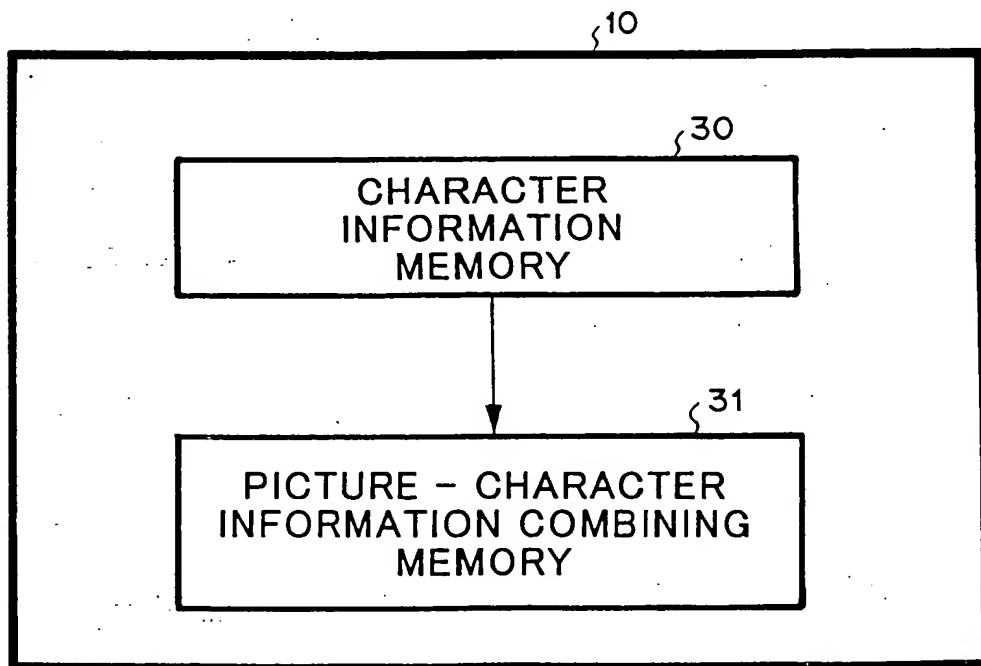 10
30
CHARACTER
INFORMATION
MEMORY
31
PICTURE – CHARACTER
INFORMATION COMBINING
MEMORY